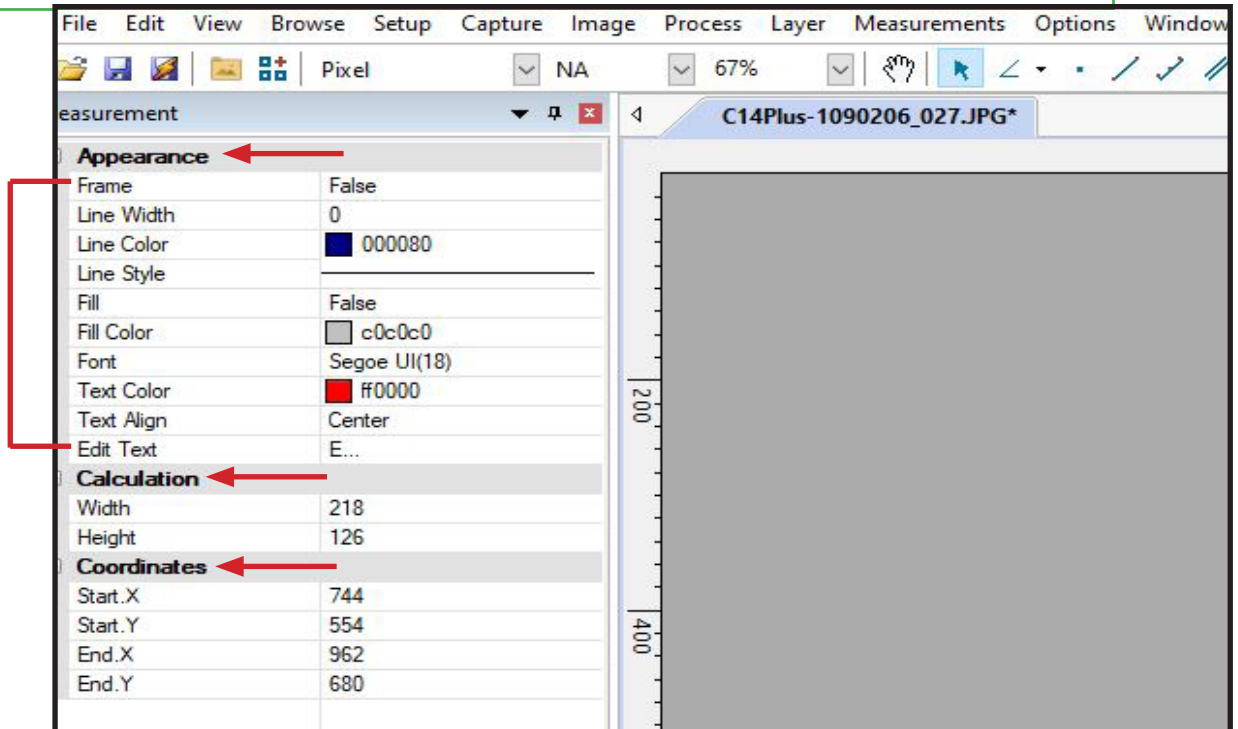 File Edit View Browse Setup Capture Image Process Layer Measurements Options Window
Pixel NA 67%
easurement
C14Plus-1090206_027.JPG*
Appearance
Frame False
Line Width 0
Line Color 000080
Line Style
Fill False
Fill Color c0c0c0
Font Segoe UI(18)
Text Color ff0000
Text Align Center
Edit Text E...
Calculation
Width 218
Height 126
Coordinates
Start.X 744
Start.Y 554
End.X 962
End.Y 680
200
400